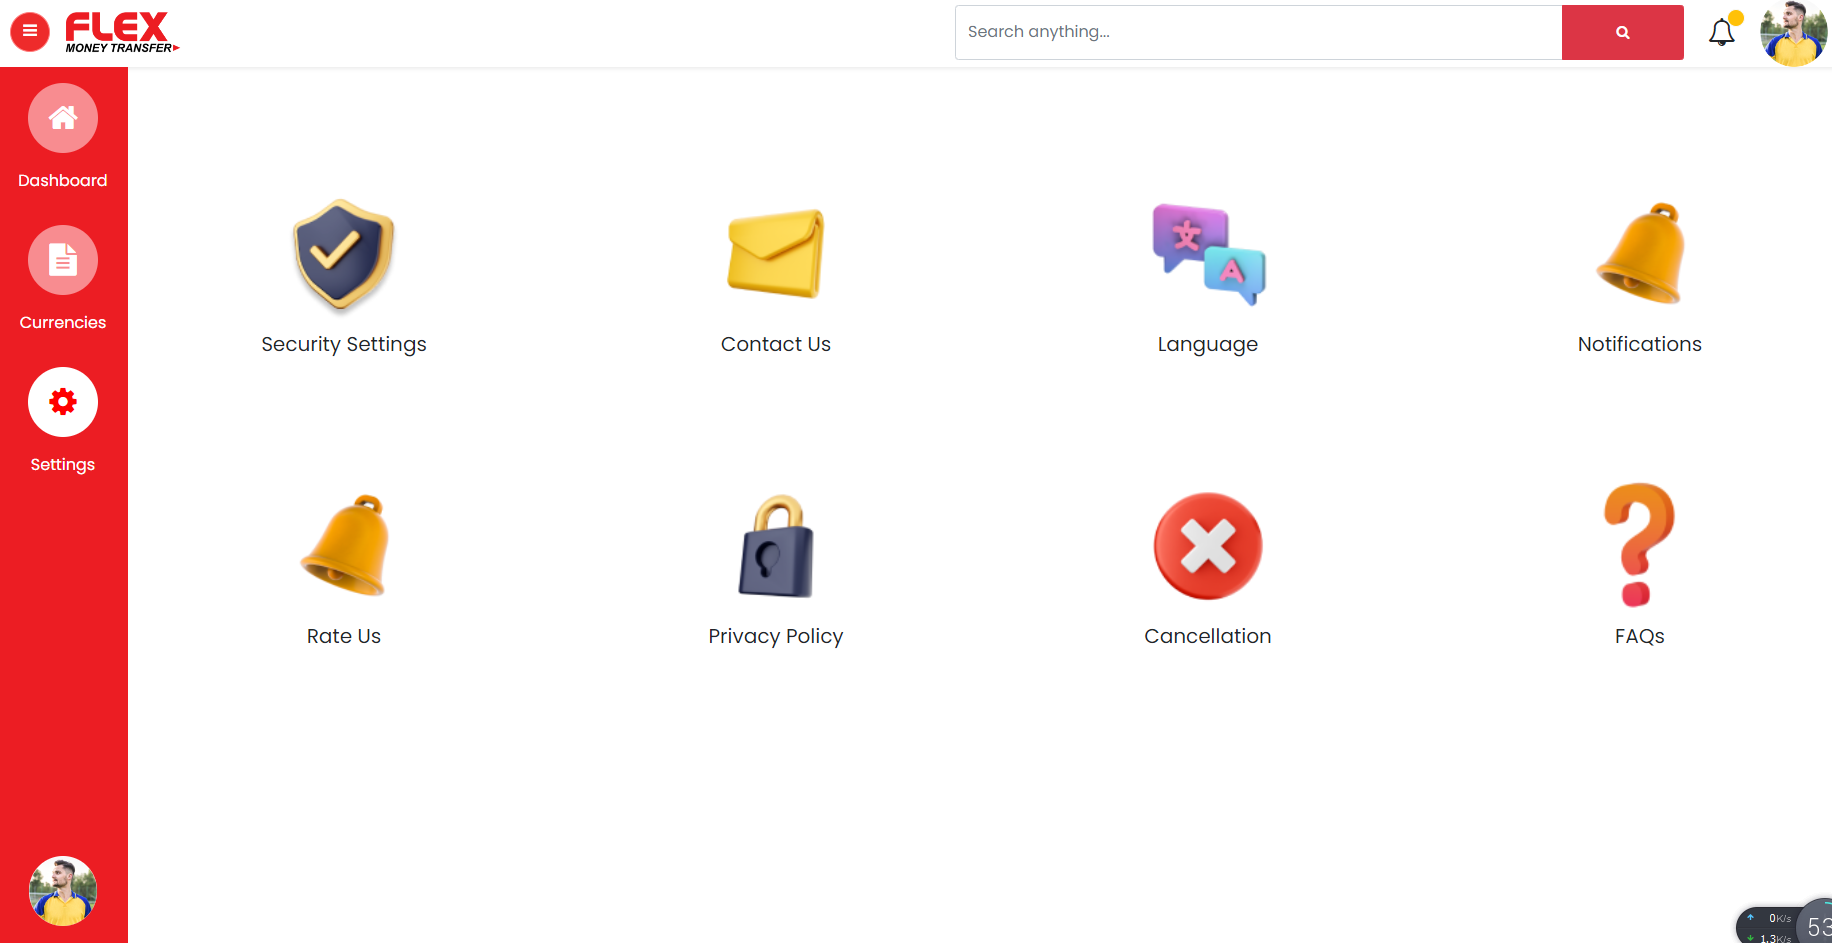 FLEX
MONEY TRANSFER
Search anything...
Dashboard
Currencies
Settings
文
A
Security Settings
Contact Us
Language
Notifications
Rate Us
Privacy Policy
Cancellation
FAQs
0K/s
1.3K/s
53